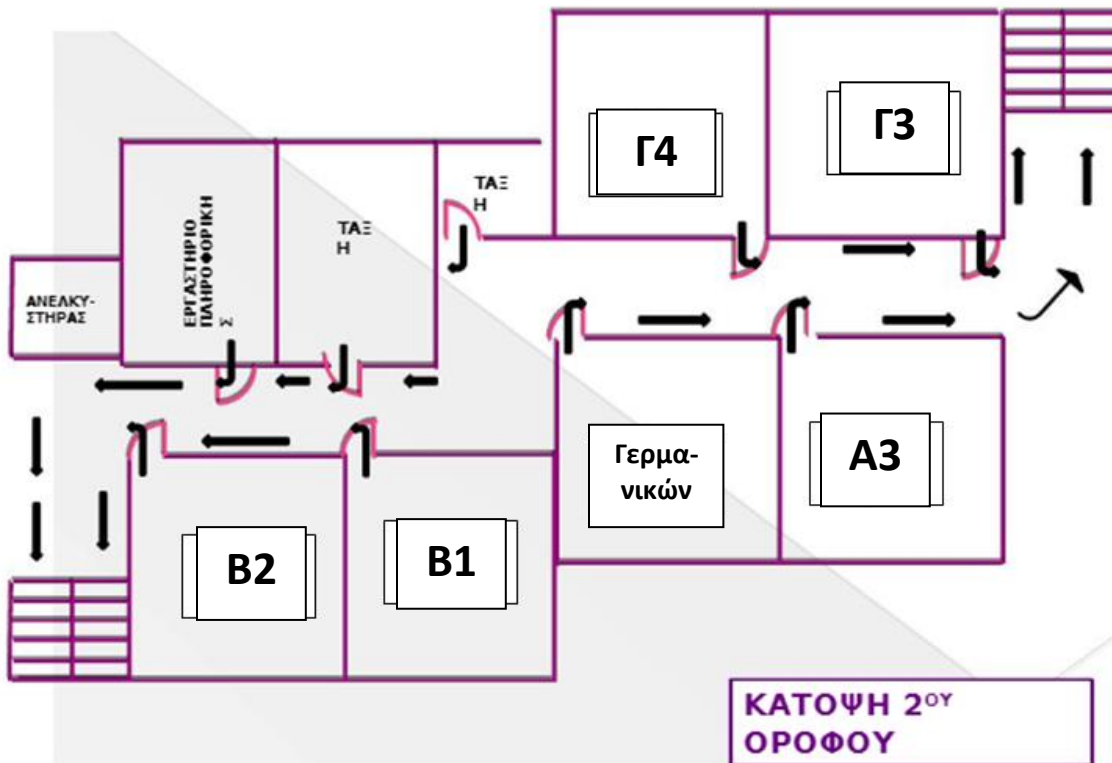 Γ4
Γ3
ΤΑΞ
Η
ΤΑΞ
Η
ΕΡΓΑΣΤΗΡΙΟ
ΠΛΗΡΟΦΟΡΙΚΗ
Σ
ΑΝΕΛΚΥ-
ΣΤΗΡΑΣ
Γερμα-
νικών
Α3
Β2
Β1
ΚΑΤΟΨΗ 2ΟΥ
ΟΡΟΦΟΥ